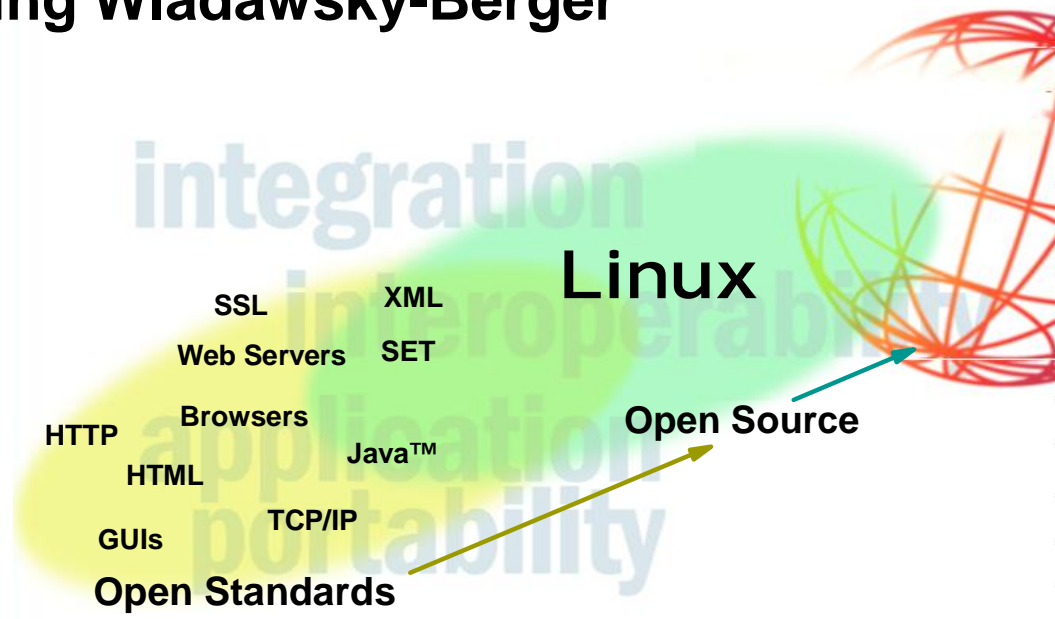 ing Wladawsky-Berger
integration
Linux
interoperability
SSL
XML
Web Servers
SET
application
Browsers
Open Source
HTTP
Java™
HTML
portability
TCP/IP
GUIs
Open Standards